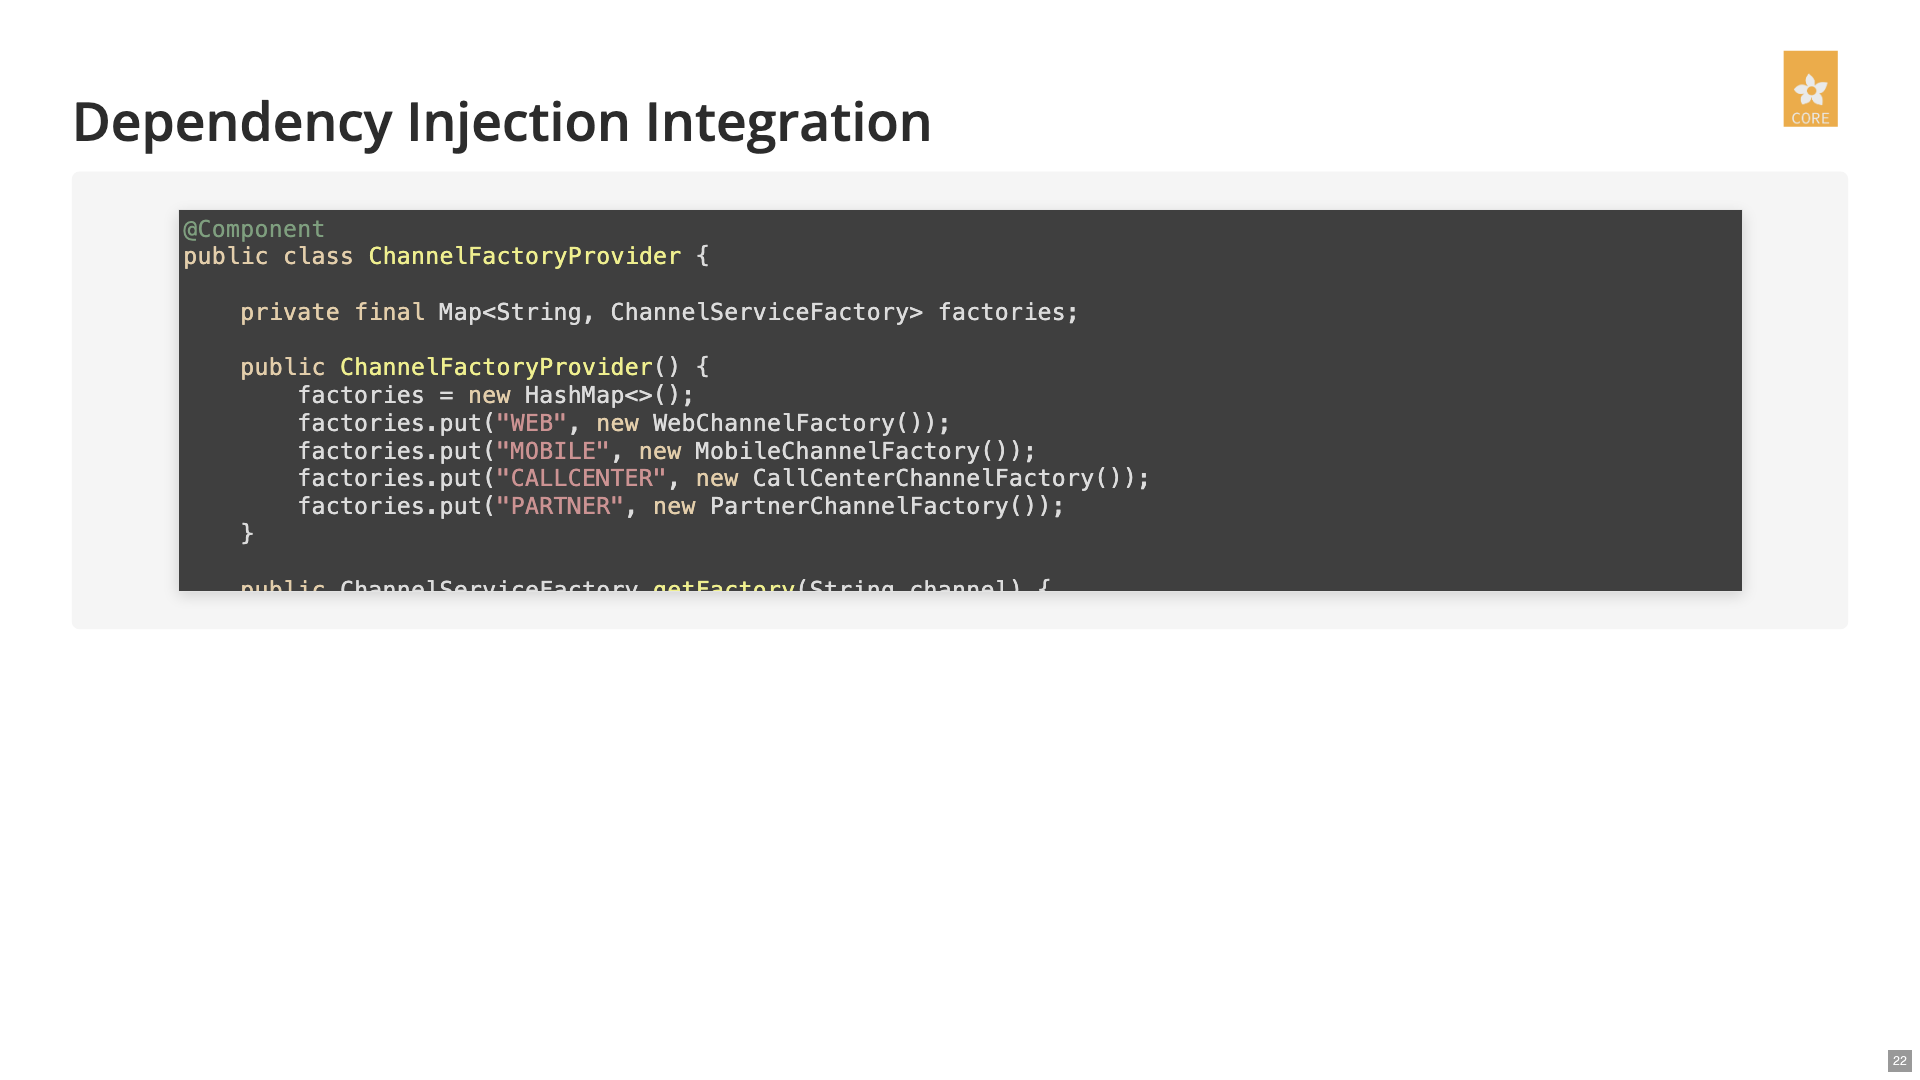 Dependency Injection Integration
CORE
@Component
public class ChannelFactoryProvider {
    private final Map<String, ChannelServiceFactory> factories;
    public ChannelFactoryProvider() {
        factories = new HashMap<>();
        factories.put("WEB", new WebChannelFactory());
        factories.put("MOBILE", new MobileChannelFactory());
        factories.put("CALLCENTER", new CallCenterChannelFactory());
        factories.put("PARTNER", new PartnerChannelFactory());
    }
    public ChannelServiceFactory getFactory(String channel) {
22